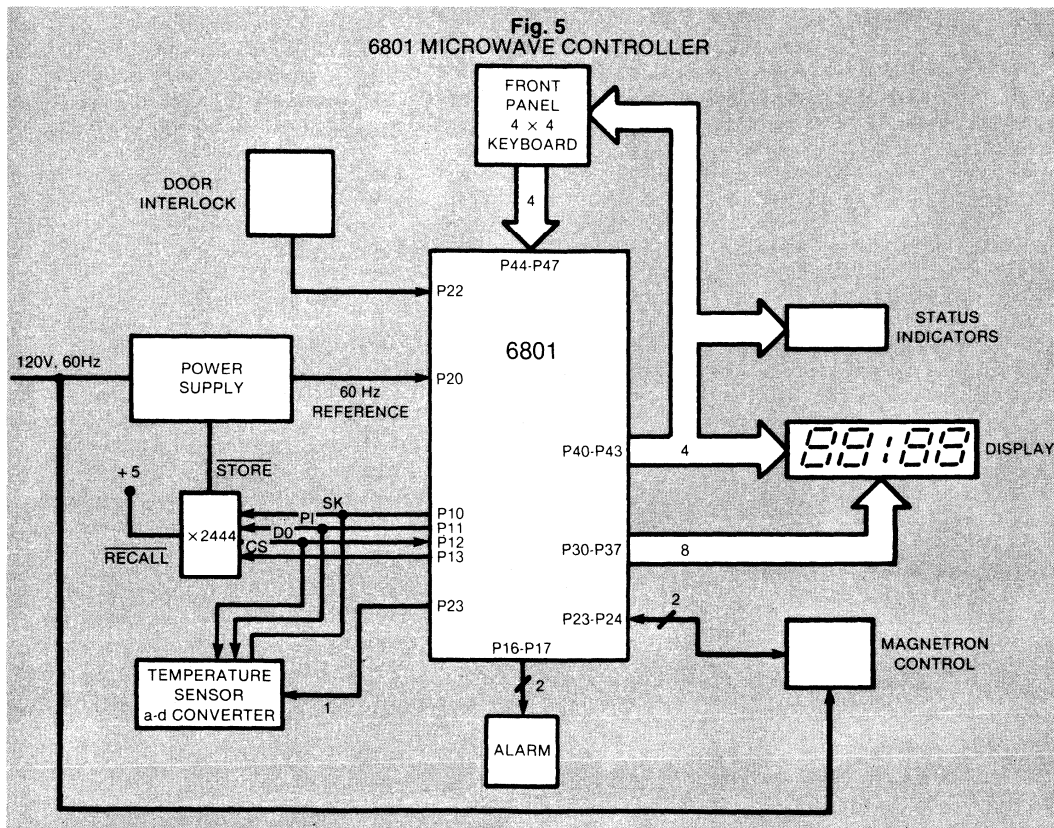 Fig. 5
6801 MICROWAVE CONTROLLER
FRONT
PANEL
4 × 4
KEYBOARD
DOOR
INTERLOCK
4
P44-P47
P22
STATUS
INDICATORS
6801
120V, 60Hz
POWER
SUPPLY
60 Hz
REFERENCE
P20
P40-P43
4
88:88
DISPLAY
STORE
+5
SK
P10
PI
P11
×2444
D0
P12
CS
P13
RECALL
P30-P37
8
P23
P23-P24
2
MAGNETRON
CONTROL
P16-P17
TEMPERATURE
SENSOR
a-d CONVERTER
1
2
ALARM